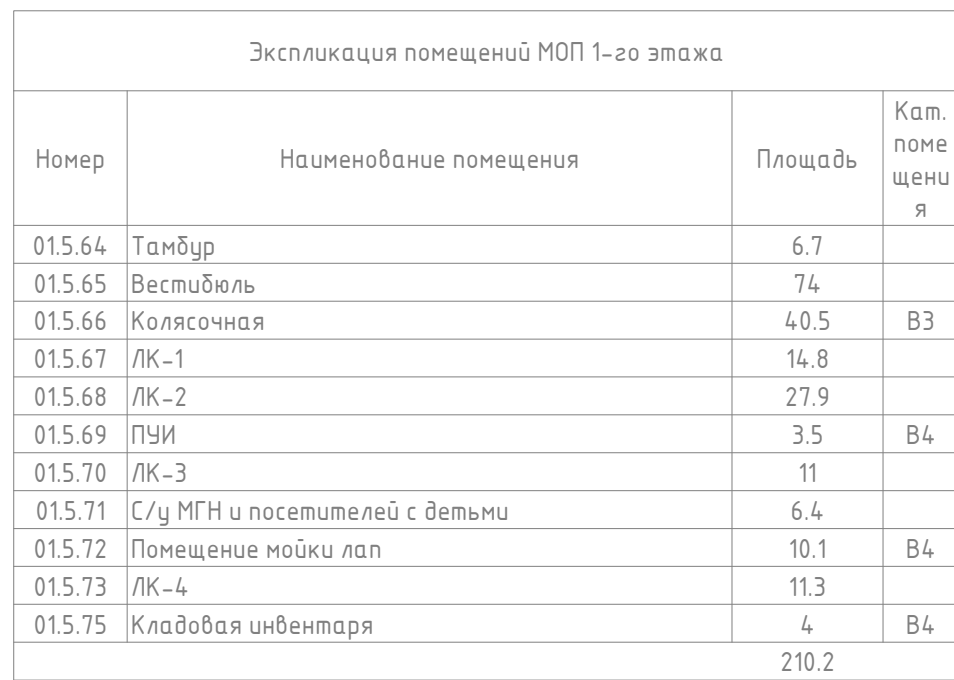 Экспликация помещений МОП 1-го этажа
Номер Наименование помещения Площадь Кат.
поме
щени
я
01.5.64 Тамбур 6.7
01.5.65 Вестибюль 74
01.5.66 Колясочная 40.5 В3
01.5.67 ЛК-1 14.8
01.5.68 ЛК-2 27.9
01.5.69 ПУИ 3.5 В4
01.5.70 ЛК-3 11
01.5.71 С/у МГН и посетителей с детьми 6.4
01.5.72 Помещение мойки лап 10.1 В4
01.5.73 ЛК-4 11.3
01.5.75 Кладовая инвентаря 4 В4
210.2